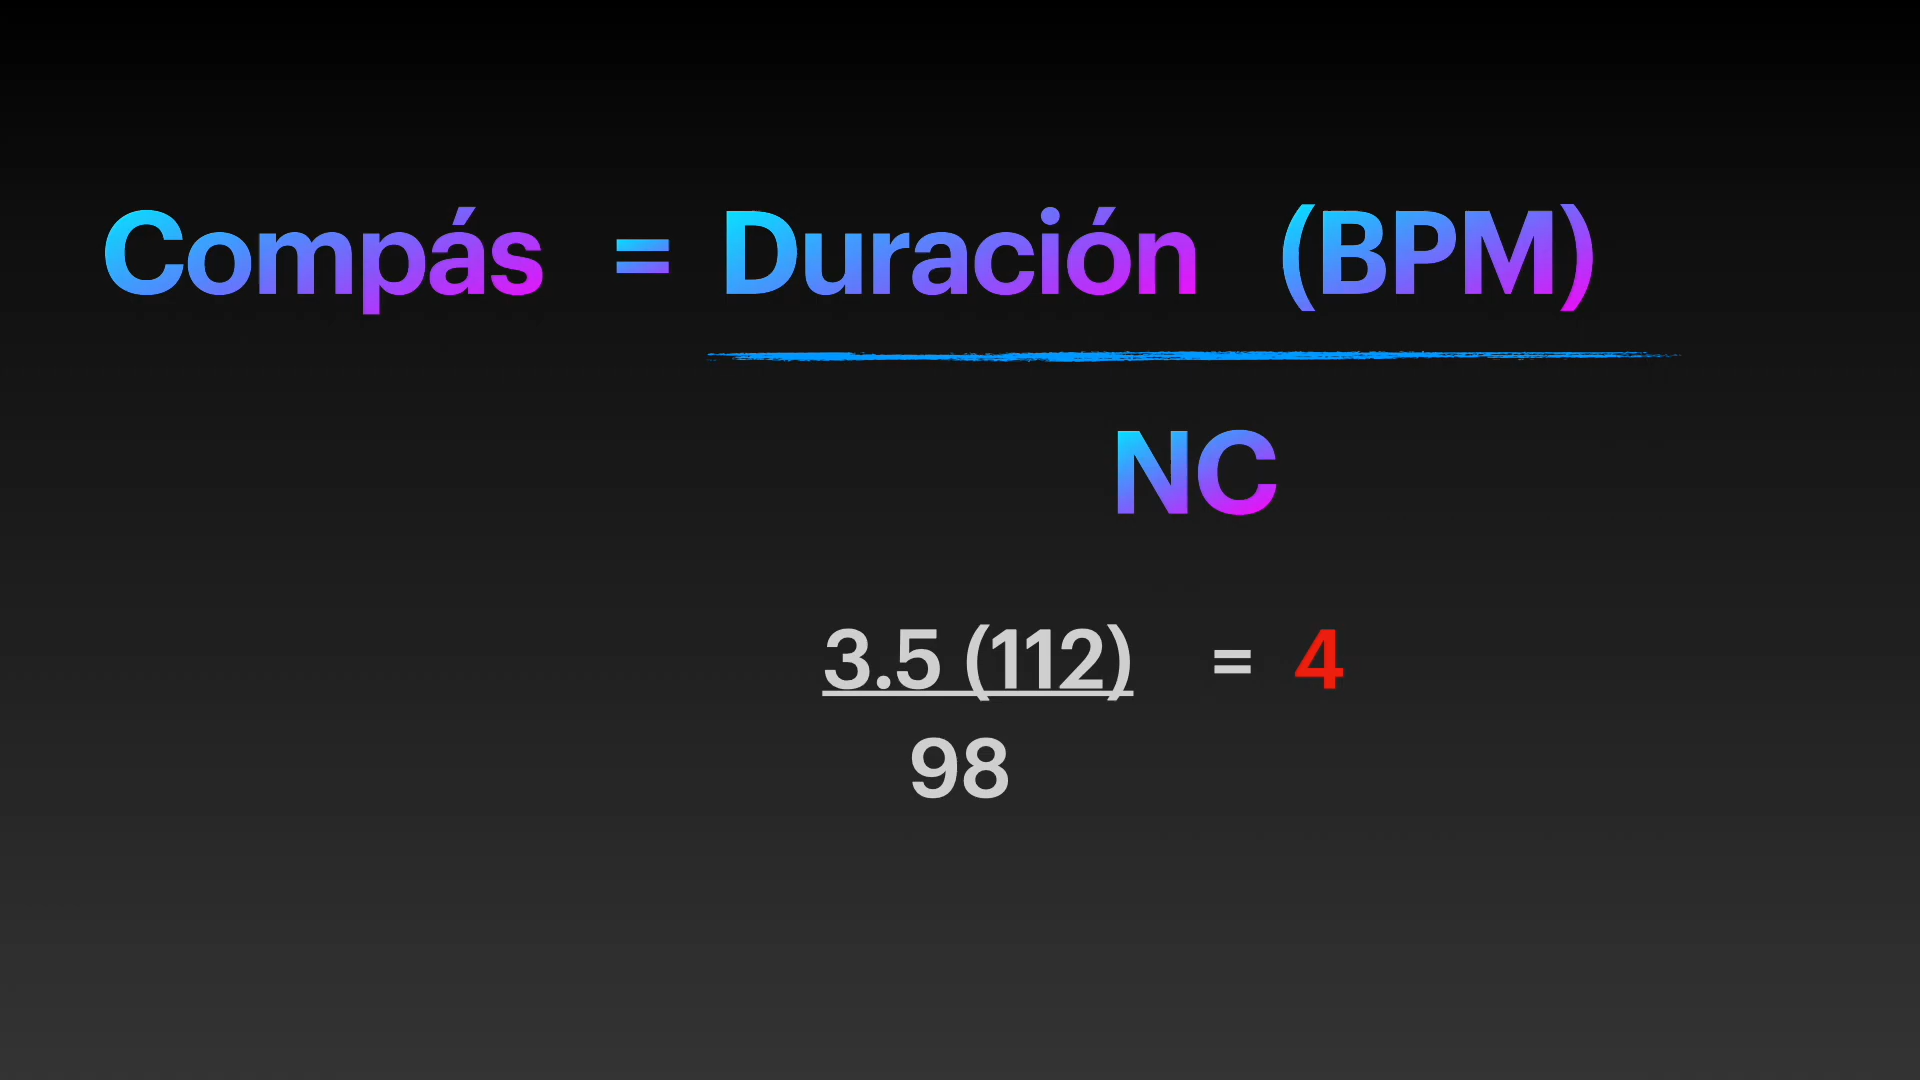 Compás = Duración (BPM)
NC
3.5 (112) = 4
98